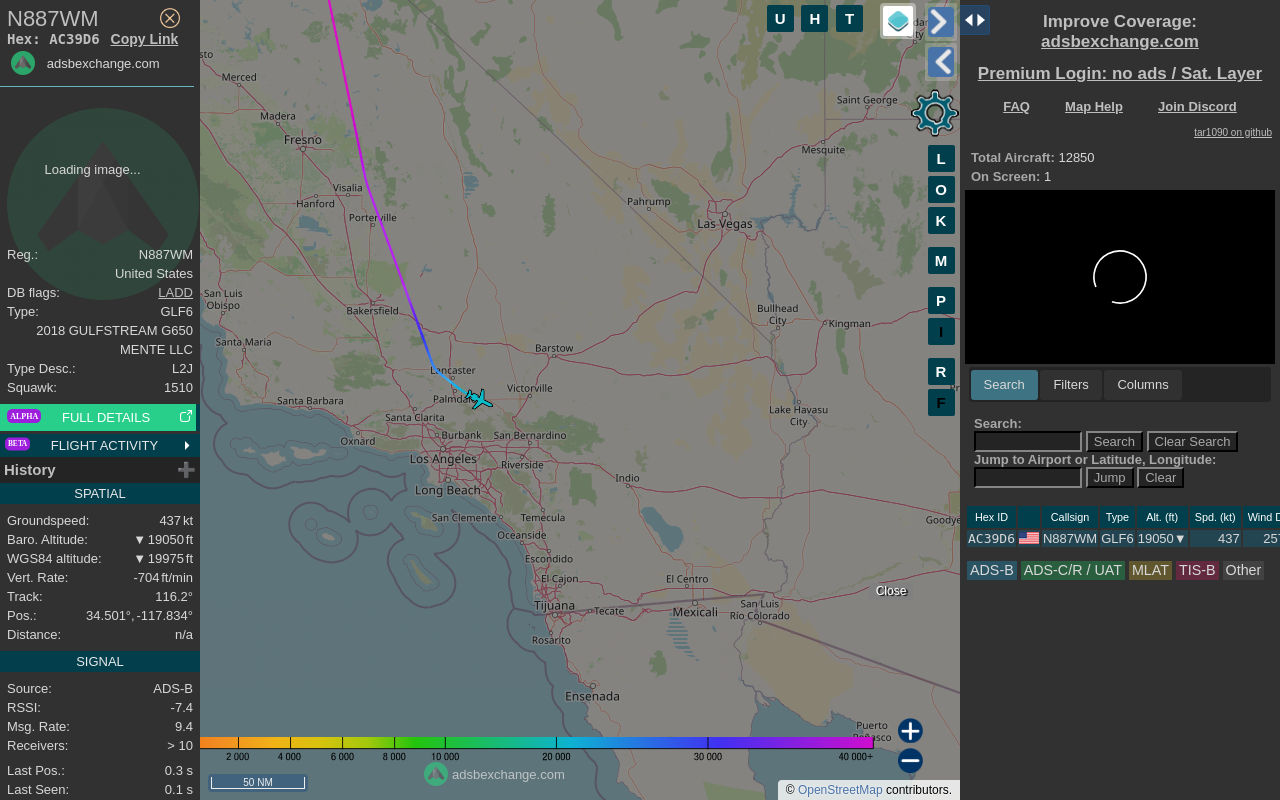 N887WM
Hex: AC39D6 Copy Link
adsbexchange.com
Loading image...
Reg.: N887WM
United States
DB flags: LADD
Type: GLF6
2018 GULFSTREAM G650
MENTE LLC
Type Desc.: L2J
Squawk: 1510
ALPHA FULL DETAILS
BETA FLIGHT ACTIVITY
History
SPATIAL
Groundspeed: 437 kt
Baro. Altitude: ▼ 19050 ft
WGS84 altitude: ▼ 19975 ft
Vert. Rate: -704 ft/min
Track: 116.2°
Pos.: 34.501°, -117.834°
Distance: n/a
SIGNAL
Source: ADS-B
RSSI: -7.4
Msg. Rate: 9.4
Receivers: > 10
Last Pos.: 0.3 s
Last Seen: 0.1 s
U H T
Merced
Madera
Fresno
Visalia
Hanford
Porterville
San Luis
Obispo
Bakersfield
Santa Maria
Lancaster
Palmdale
Santa Barbara
Santa Clarita
Oxnard
Burbank
San Bernardino
Los Angeles
Riverside
Long Beach
San Clemente
Temecula
Oceanside
Escondido
El Cajon
Tijuana
Tecate
Rosarito
Ensenada
Mexicali
El Centro
San Luis
Río Colorado
Indio
Victorville
Barstow
Pahrump
Las Vegas
Saint George
Mesquite
Bullhead
City
Kingman
Lake Havasu
City
Goodye
Puerto
Peñasco
Close
L
O
K
M
P
I
R
F
2 000 4 000 6 000 8 000 10 000 20 000 30 000 40 000+
adsbexchange.com
50 NM
© OpenStreetMap contributors.
Improve Coverage:
adsbexchange.com
Premium Login: no ads / Sat. Layer
FAQ Map Help Join Discord
tar1090 on github
Total Aircraft: 12850
On Screen: 1
Search Filters Columns
Search:
Search Clear Search
Jump to Airport or Latitude, Longitude:
Jump Clear
Hex ID Callsign Type Alt. (ft) Spd. (kt) Wind D
AC39D6 N887WM GLF6 19050▼ 437 257
ADS-B ADS-C/R / UAT MLAT TIS-B Other